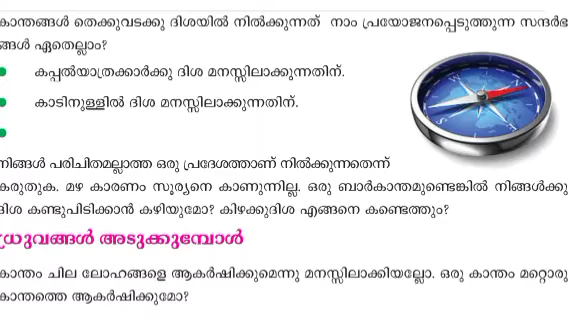 കാന്തങ്ങൾ തെക്കുവടക്കു ദിശയിൽ നിൽക്കുന്നത് നാം പ്രയോജനപ്പെടുത്തുന്ന സന്ദർഭ
ങ്ങൾ ഏതെല്ലാം?
● കപ്പൽയാത്രക്കാർക്കു ദിശ മനസ്സിലാക്കുന്നതിന്.
● കാടിനുള്ളിൽ ദിശ മനസ്സിലാക്കുന്നതിന്.
●
നിങ്ങൾ പരിചിതമല്ലാത്ത ഒരു പ്രദേശത്താണ് നിൽക്കുന്നതെന്ന്
കരുതുക. മഴ കാരണം സൂര്യനെ കാണുന്നില്ല. ഒരു ബാർകാന്തമുണ്ടെങ്കിൽ നിങ്ങൾക്കു
ദിശ കണ്ടുപിടിക്കാൻ കഴിയുമോ? കിഴക്കുദിശ എങ്ങനെ കണ്ടെത്തും?
ധ്രുവങ്ങൾ അടുക്കുമ്പോൾ
കാന്തം ചില ലോഹങ്ങളെ ആകർഷിക്കുമെന്നു മനസ്സിലാക്കിയല്ലോ. ഒരു കാന്തം മറ്റൊരു
കാന്തത്തെ ആകർഷിക്കുമോ?